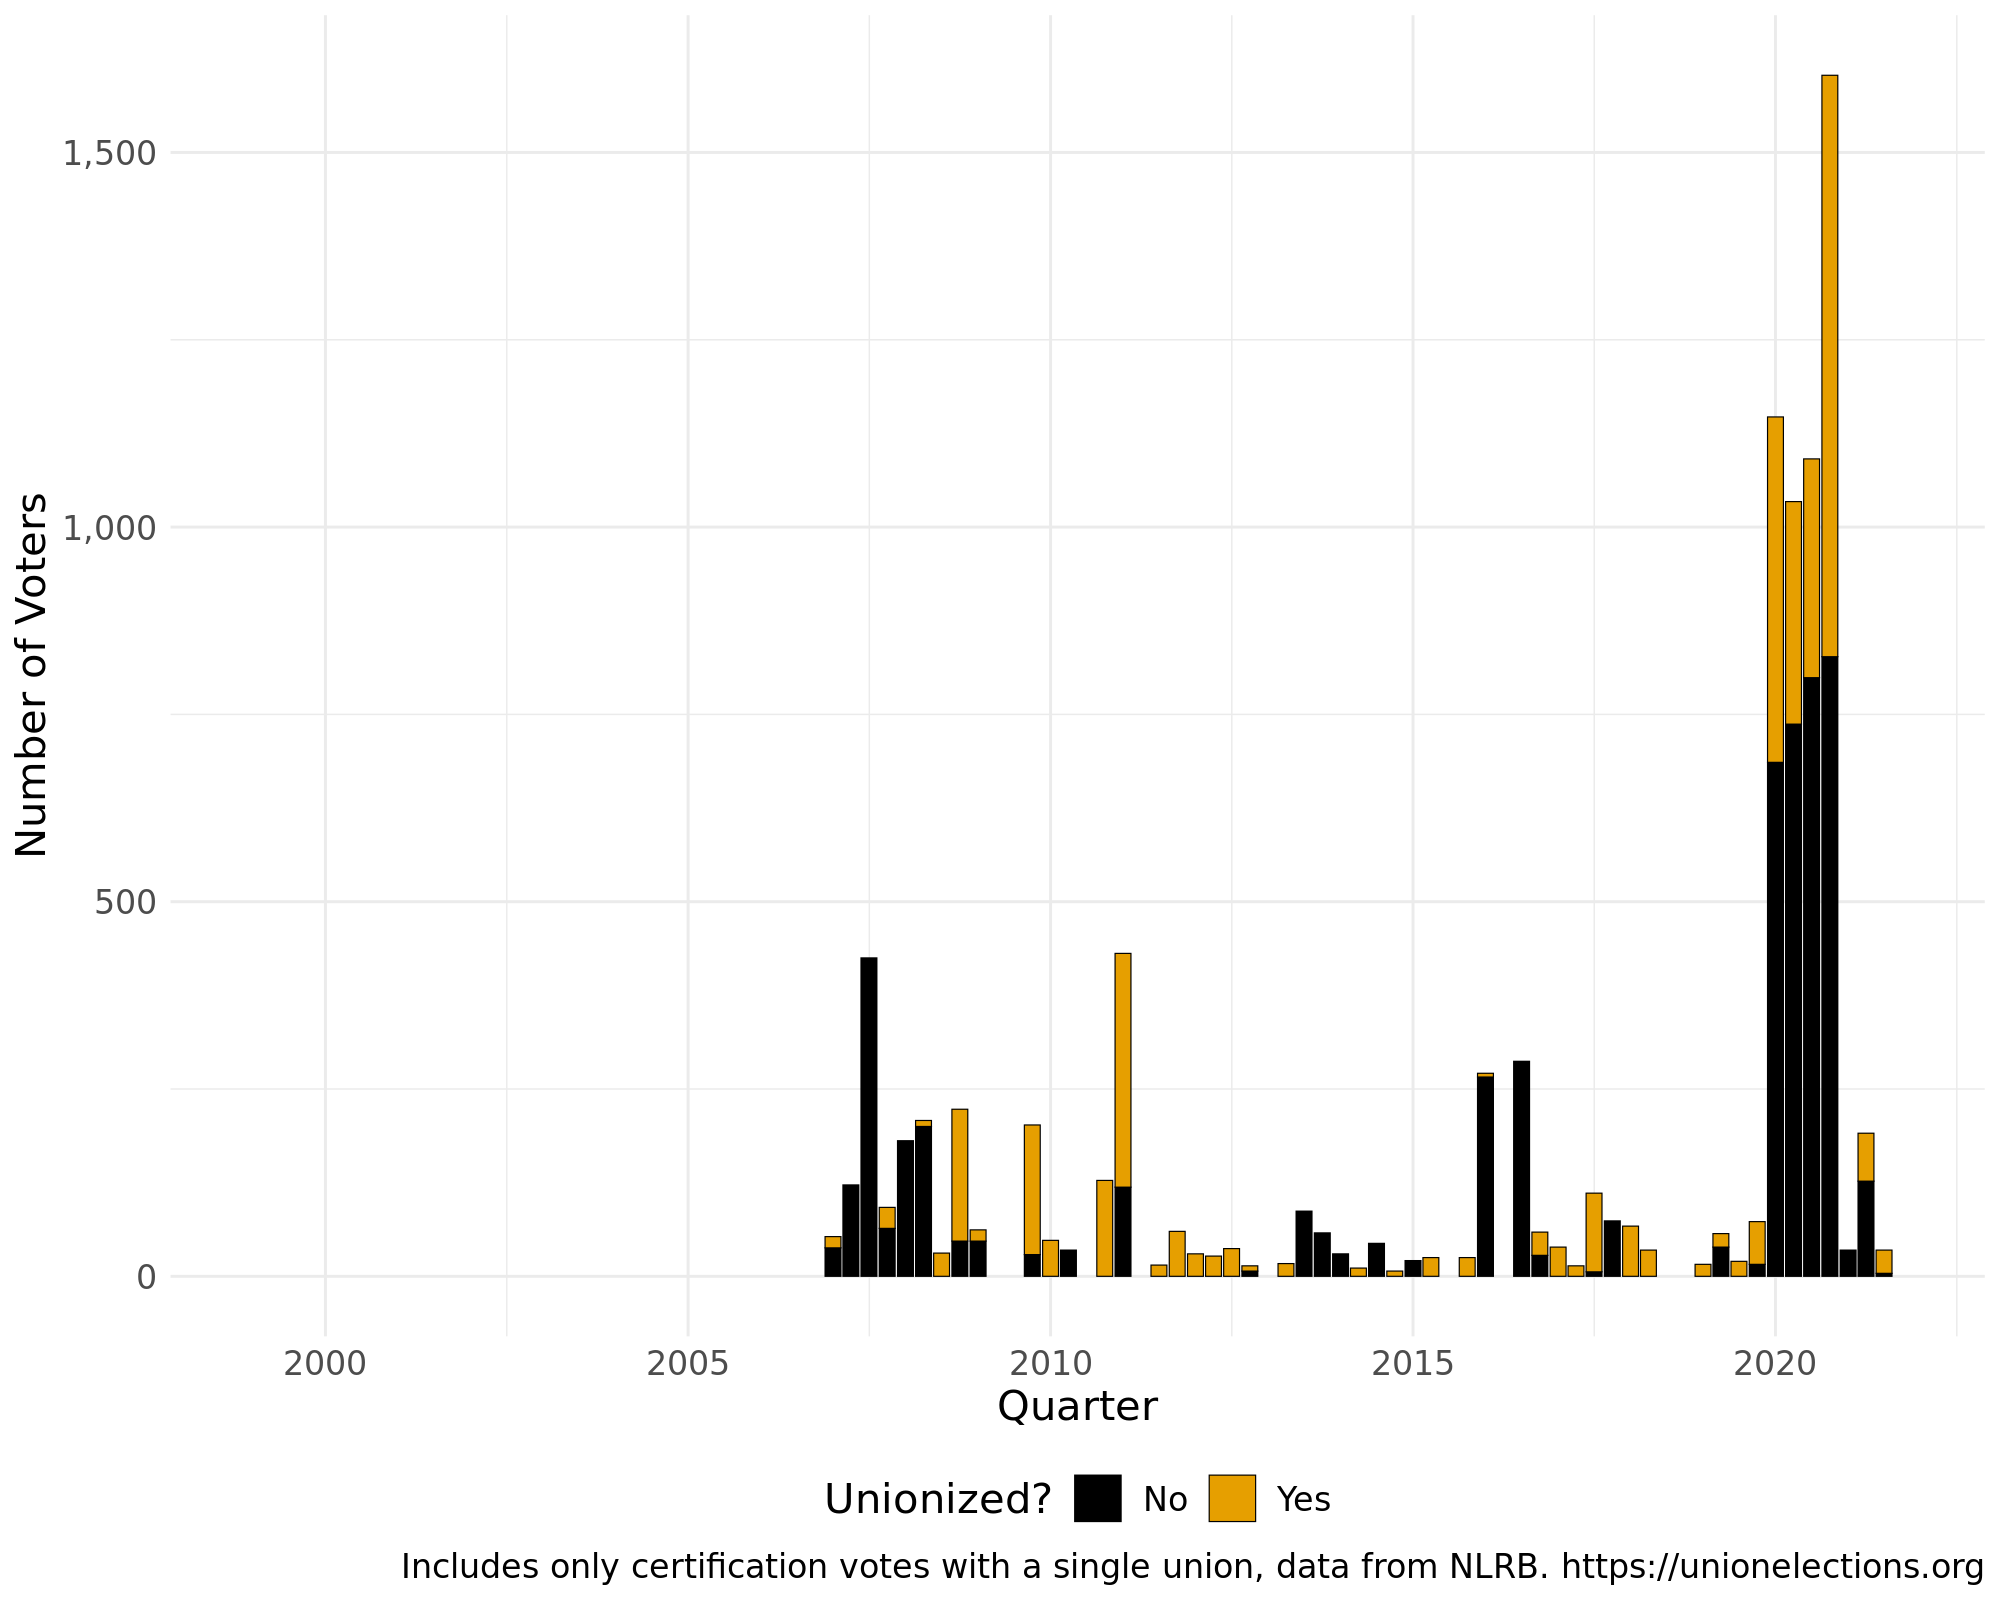 Number of Voters
1,500
1,000
500
0
2000 2005 2010 2015 2020
Quarter
Unionized? No Yes
Includes only certification votes with a single union, data from NLRB. https://unionelections.org